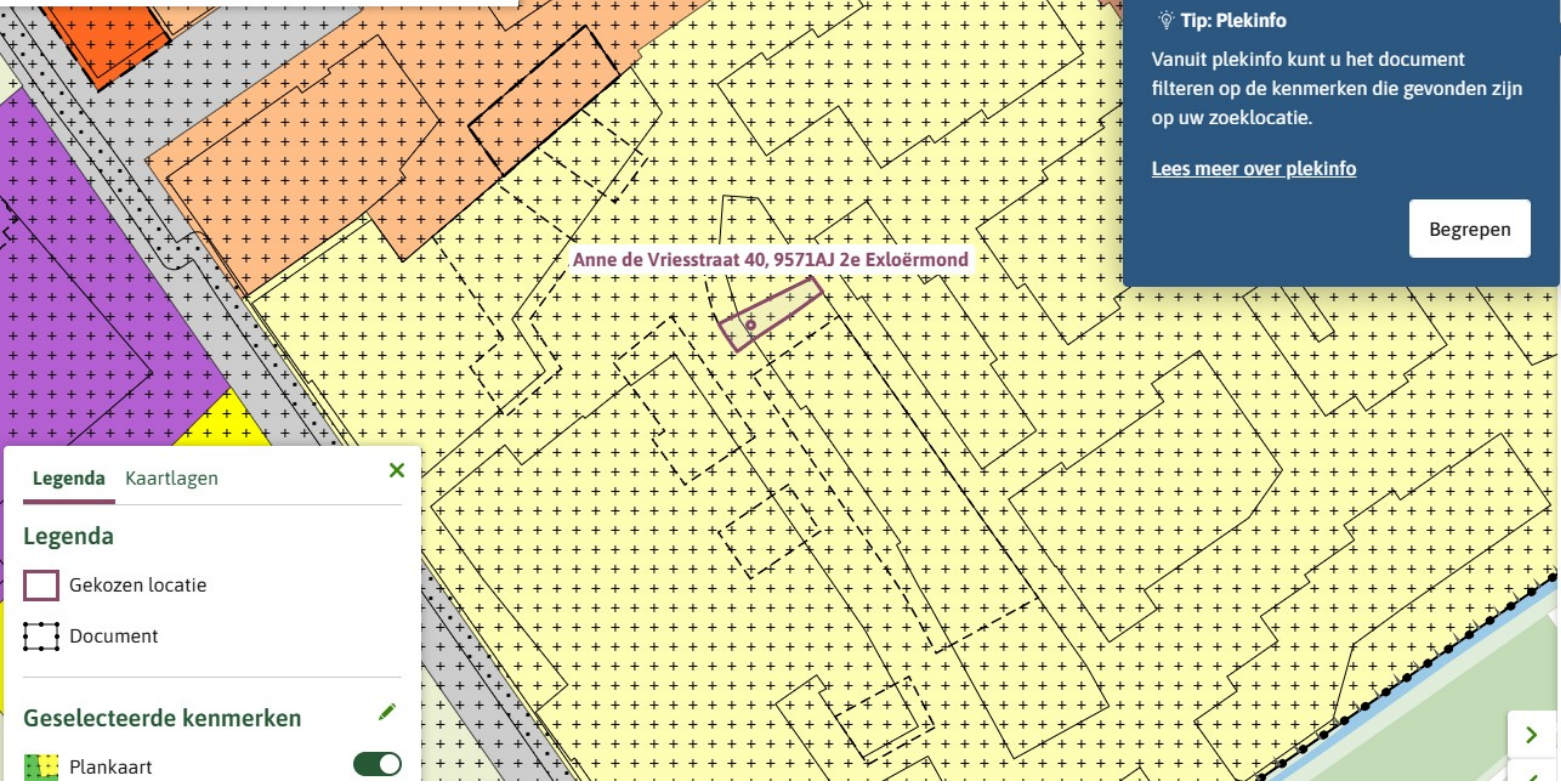 Tip: Plekinfo
Vanuit plekinfo kunt u het document
filteren op de kenmerken die gevonden zijn
op uw zoeklocatie.
Lees meer over plekinfo
Begrepen
Anne de Vriesstraat 40, 9571AJ 2e Exloërmond
Legenda
Kaartlagen
Legenda
Gekozen locatie
Document
Geselecteerde kenmerken
Plankaart